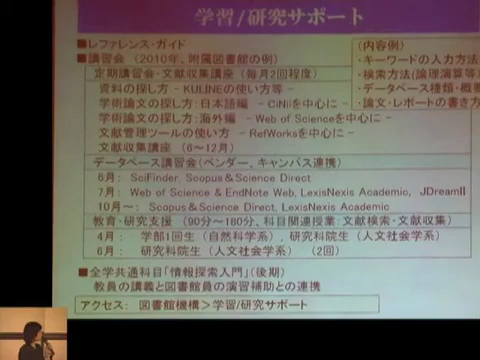 学習/研究サポート
■レファレンス・ガイド
■講習会 (2010年、附属図書館の例)
(内容例)
・キーワードの入力方法
・検索方法(論理演算等)
・データベース種類・概要
・論文・レポートの書き方
定期講習会・文献収集講座 (毎月2回程度)
資料の探し方 - KULINEの使い方等 -
学術論文の探し方:日本語編 - CiNiiを中心に -
学術論文の探し方:海外編 - Web of Scienceを中心に -
文献管理ツールの使い方 - RefWorksを中心に -
文献収集講座 (6~12月)
データベース講習会(ベンダー、キャンパス連携)
6月: SciFinder, Scopus&Science Direct
7月: Web of Science & EndNote Web, LexisNexis Academic, JDreamII
10月~: Scopus&Science Direct, LexisNexis Academic
教育・研究支援 (90分~180分、科目関連授業:文献検索・文献収集)
4月: 学部1回生(自然科学系), 研究院生(人文社会学系)
6月: 研究科院生(人文社会学系) (2回)
■全学共通科目「情報探索入門」(後期)
教員の講義と図書館員の演習補助との連携
アクセス: 図書館機構>学習/研究サポート